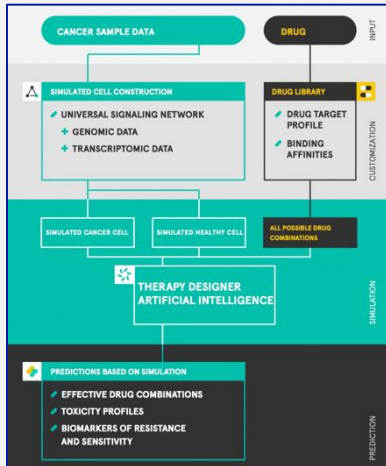 CANCER SAMPLE DATA
DRUG
INPUT
SIMULATED CELL CONSTRUCTION
UNIVERSAL SIGNALING NETWORK
GENOMIC DATA
TRANSCRIPTOMIC DATA
DRUG LIBRARY
DRUG TARGET
PROFILE
BINDING
AFFINITIES
CUSTOMIZATION
SIMULATED CANCER CELL
SIMULATED HEALTHY CELL
ALL POSSIBLE DRUG
COMBINATIONS
THERAPY DESIGNER
ARTIFICIAL INTELLIGENCE
SIMULATION
PREDICTIONS BASED ON SIMULATION
EFFECTIVE DRUG COMBINATIONS
TOXICITY PROFILES
BIOMARKERS OF RESISTANCE
AND SENSITIVITY
PREDICTION